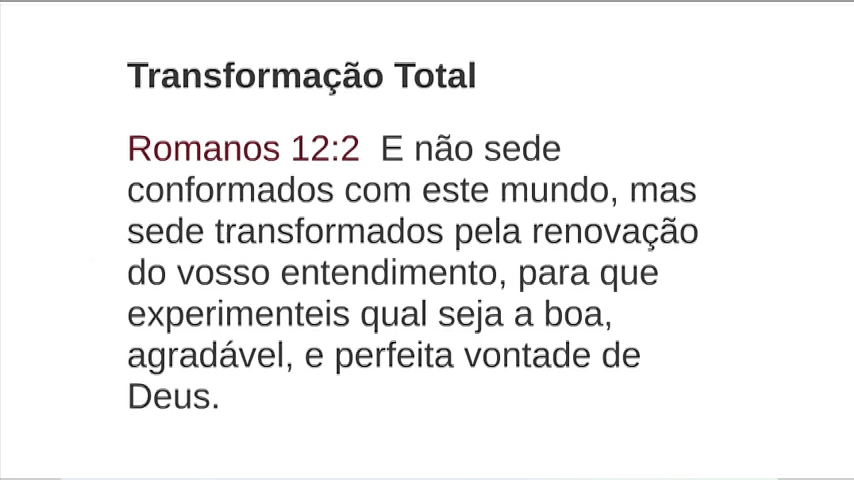 Transformação Total
Romanos 12:2 E não sede
conformados com este mundo, mas
sede transformados pela renovação
do vosso entendimento, para que
experimenteis qual seja a boa,
agradável, e perfeita vontade de
Deus.